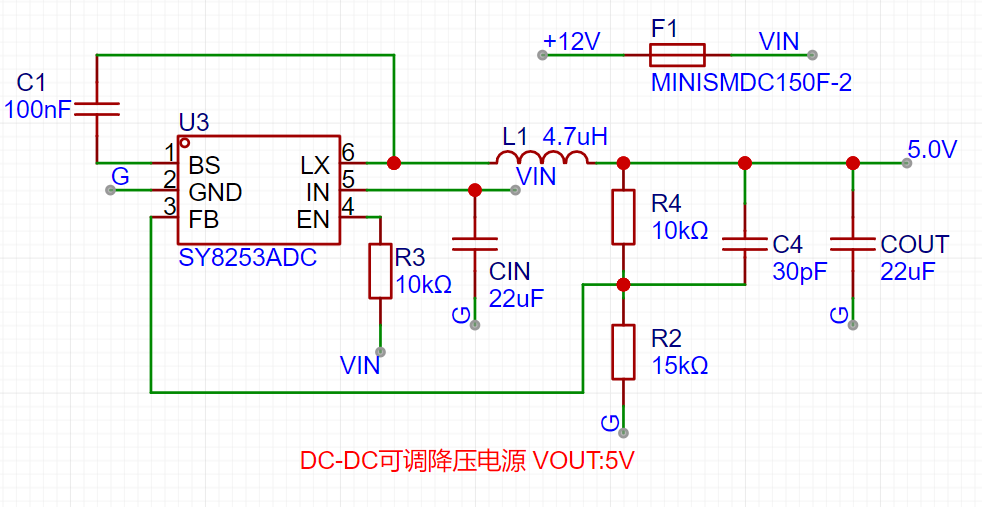 F1
+12V
VIN
MINISMDC150F-2
C1
100nF
U3
1
BS
LX
6
2
GND
IN
5
3
FB
EN
4
SY8253ADC
G
L1 4.7uH
VIN
5.0V
R4
10kΩ
C4
30pF
COUT
22uF
R3
10kΩ
CIN
22uF
G
G
VIN
R2
15kΩ
G
DC-DC可调降压电源 VOUT:5V